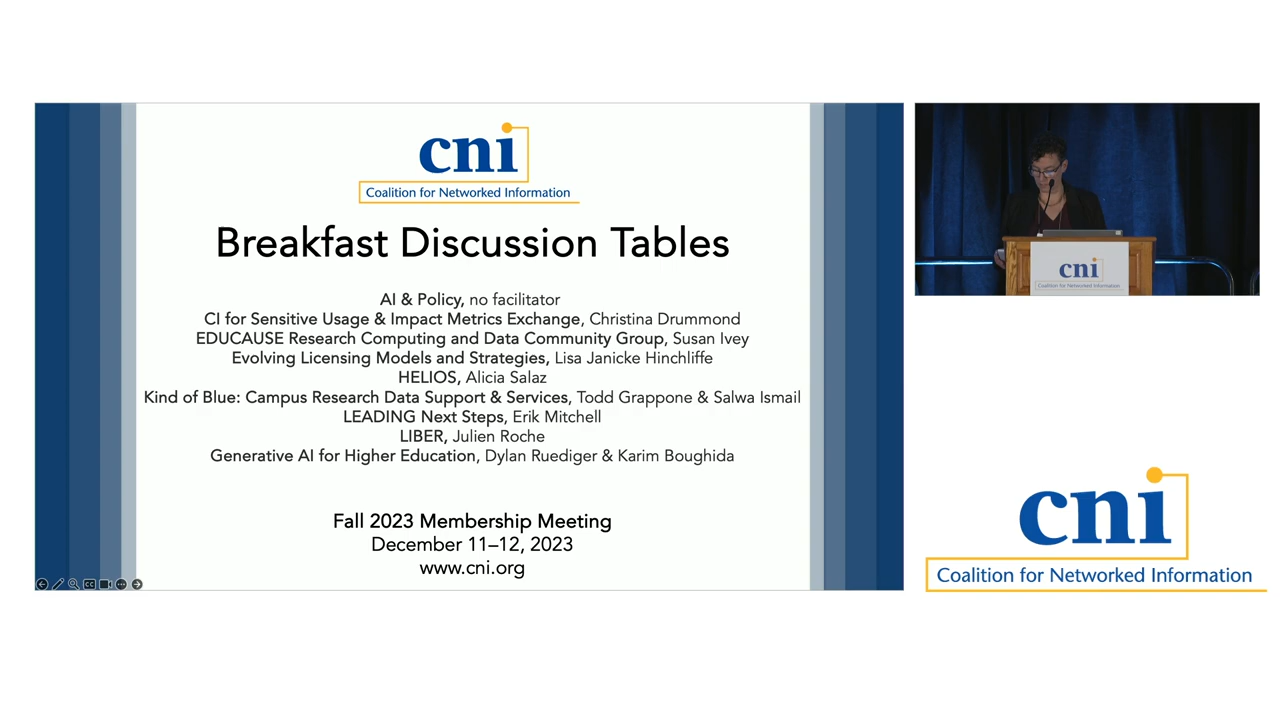 cni
Coalition for Networked Information
Breakfast Discussion Tables
AI & Policy, no facilitator
CI for Sensitive Usage & Impact Metrics Exchange, Christina Drummond
EDUCAUSE Research Computing and Data Community Group, Susan Ivey
Evolving Licensing Models and Strategies, Lisa Janicke Hinchliffe
HELIOS, Alicia Salaz
Kind of Blue: Campus Research Data Support & Services, Todd Grappone & Salwa Ismail
LEADING Next Steps, Erik Mitchell
LIBER, Julien Roche
Generative AI for Higher Education, Dylan Ruediger & Karim Boughida
Fall 2023 Membership Meeting
December 11–12, 2023
www.cni.org
CC
cni
Coalition for Networked Information
cni
Coalition for Networked Information